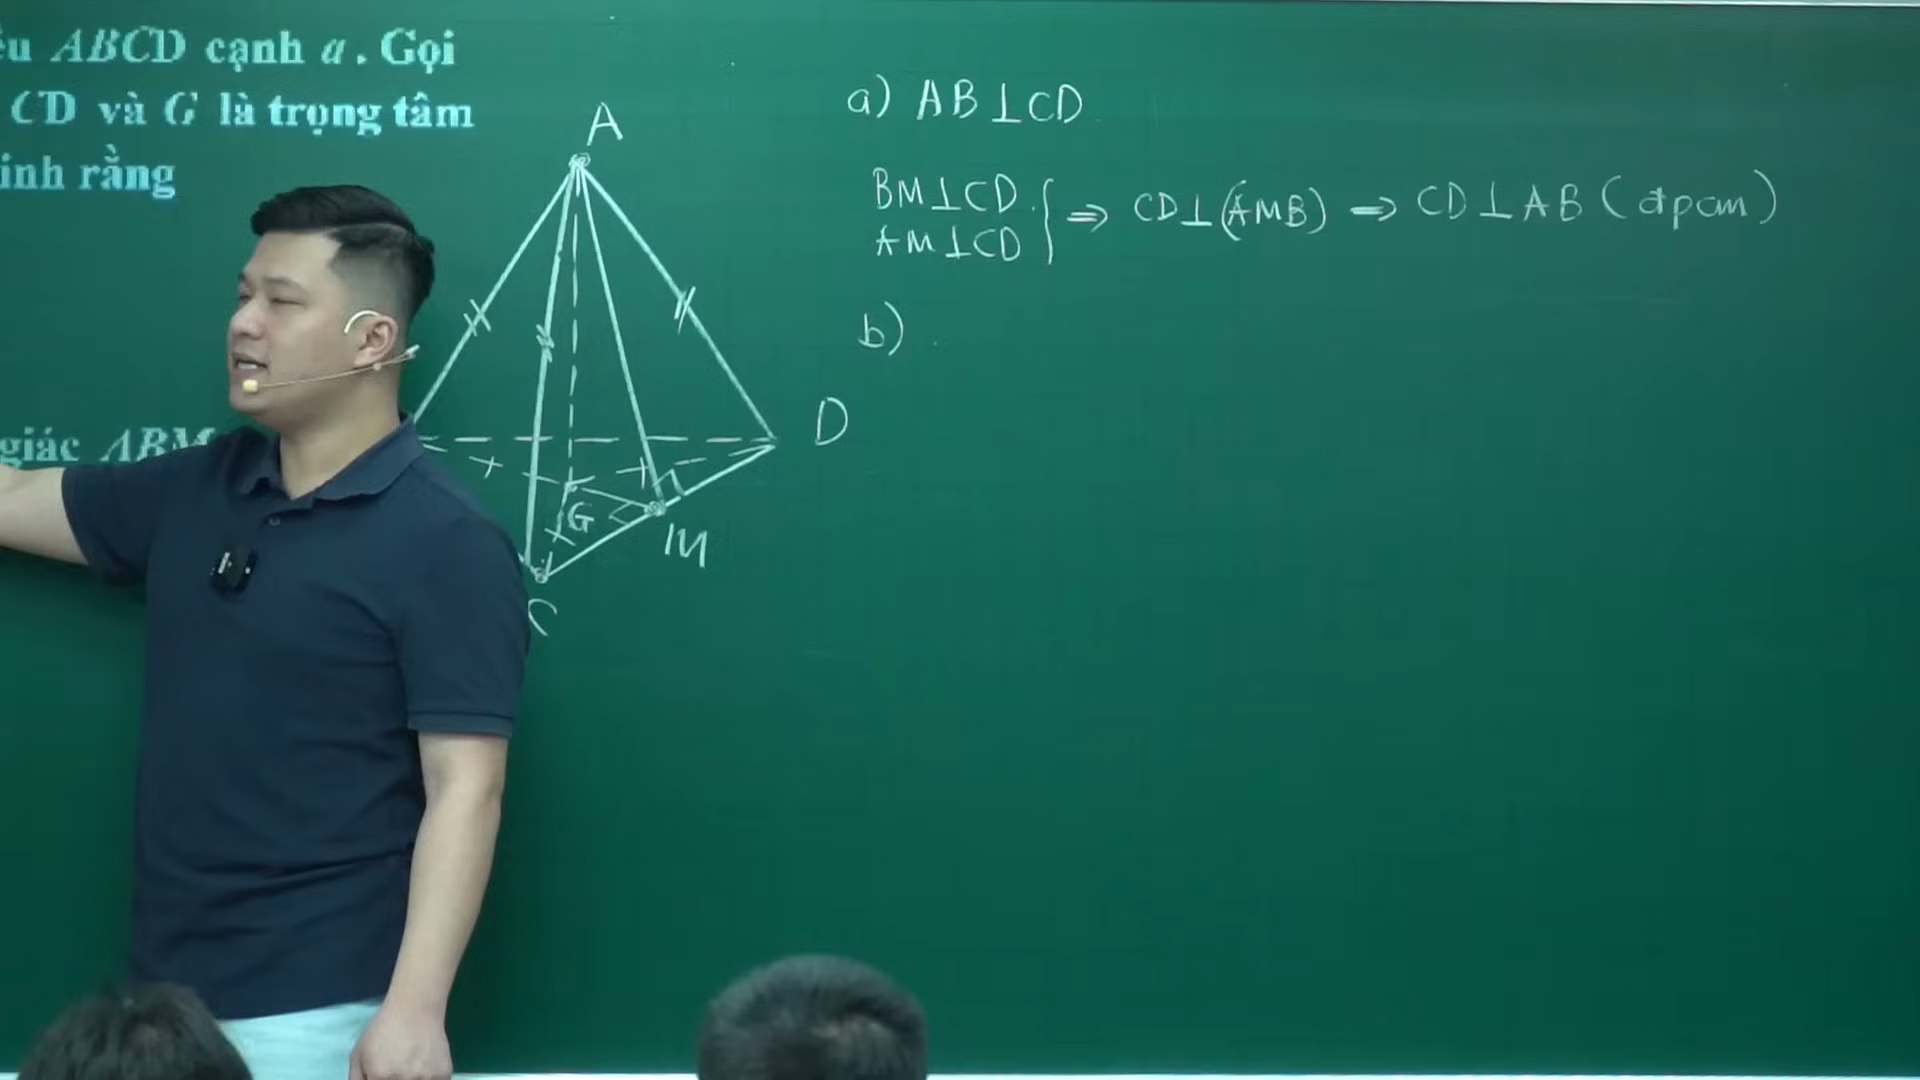 ABCD cạnh a. Gọi
CD và G là trọng tâm
inh rằng
giác ABM
A
D
G
M
C
a) AB⊥CD
BM⊥CD
AM⊥CD
} ⇒ CD⊥(AMB) ⇒ CD⊥AB (đpcm)
b)